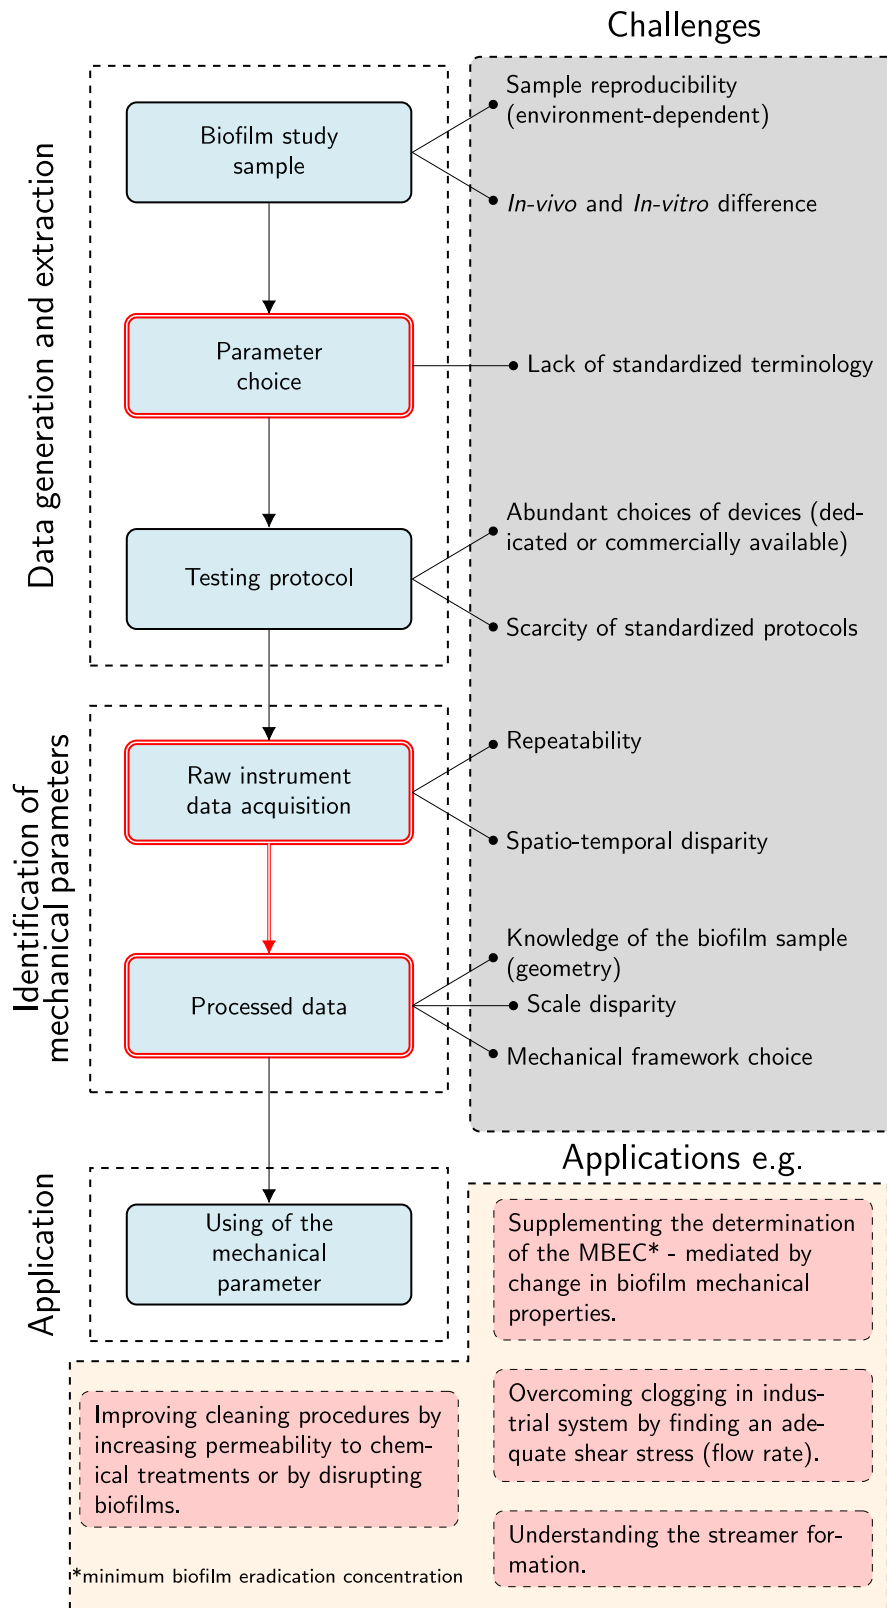 Challenges
Data generation and extraction
Biofilm study
sample
Sample reproducibility
(environment-dependent)
In-vivo and In-vitro difference
Parameter
choice
Lack of standardized terminology
Testing protocol
Abundant choices of devices (ded-
icated or commercially available)
Scarcity of standardized protocols
Identification of
mechanical parameters
Raw instrument
data acquisition
Repeatability
Spatio-temporal disparity
Processed data
Knowledge of the biofilm sample
(geometry)
Scale disparity
Mechanical framework choice
Application
Using of the
mechanical
parameter
Applications e.g.
Supplementing the determination
of the MBEC* - mediated by
change in biofilm mechanical
properties.
Overcoming clogging in indus-
trial system by finding an ade-
quate shear stress (flow rate).
Understanding the streamer for-
mation.
Improving cleaning procedures by
increasing permeability to chem-
ical treatments or by disrupting
biofilms.
*minimum biofilm eradication concentration